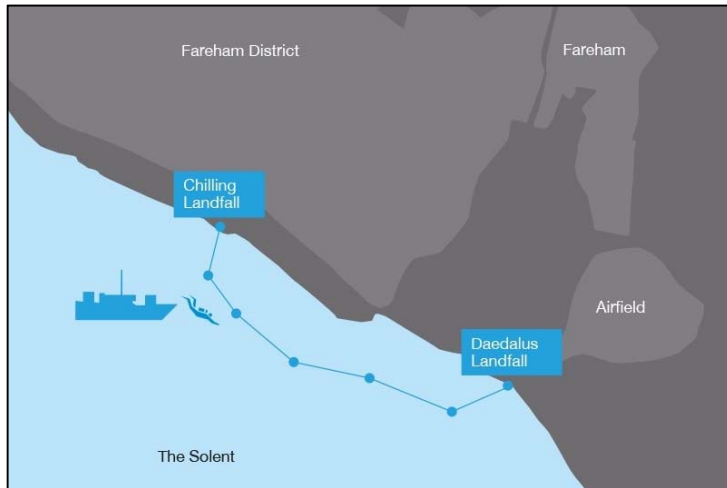 Fareham District
Fareham
Chilling
Landfall
Airfield
Daedalus
Landfall
The Solent